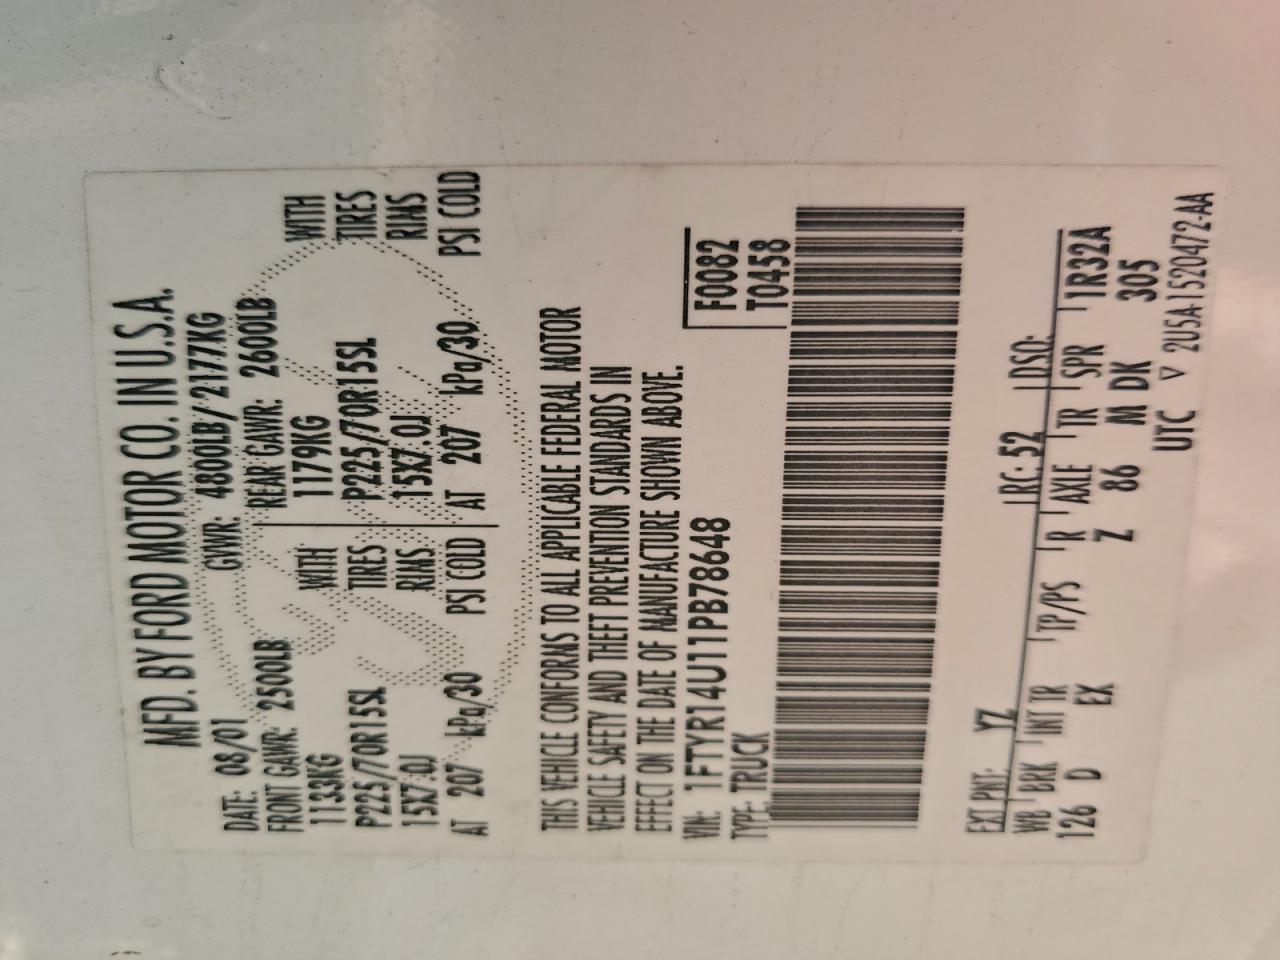 MFD. BY FORD MOTOR CO. IN U.S.A.
DATE: 08/01 GVWR: 4800LB/ 2177KG
FRONT GAWR: 2500LB REAR GAWR: 2600LB
1133KG WITH 1179KG WITH
P225/70R15SL TIRES P225/70R15SL TIRES
15X7.0J RIMS 15X7.0J RIMS
AT 207 kPa/30 PSI COLD AT 207 kPa/30 PSI COLD
THIS VEHICLE CONFORMS TO ALL APPLICABLE FEDERAL MOTOR
VEHICLE SAFETY AND THEFT PREVENTION STANDARDS IN
EFFECT ON THE DATE OF MANUFACTURE SHOWN ABOVE.
VIN: 1FTYR14U11PB78648 F0082
TYPE: TRUCK T0458
EXT PNT: YZ RC: 52 DSO:
WB BRK INT TR TP/PS R AXLE TR SPR 1R32A
126 D EX Z 86 M DK 305
UTC ▽ 2U5A-1520472-AA